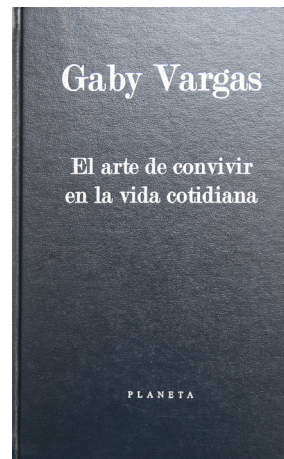 Gaby Vargas
El arte de convivir
en la vida cotidiana
PLANETA